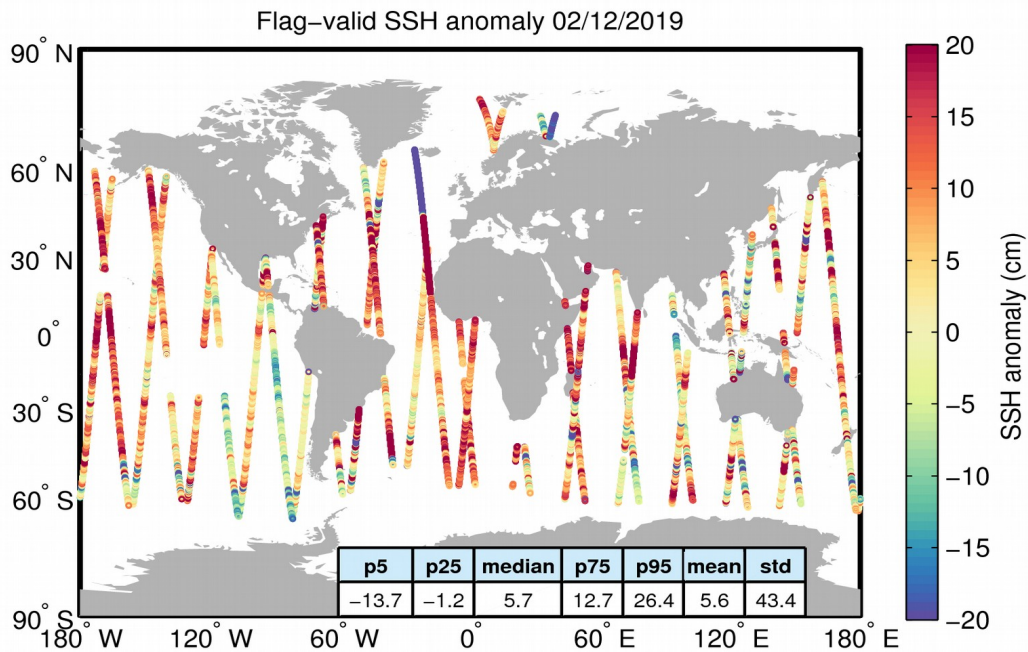 Flag−valid SSH anomaly 02/12/2019
90° N
60° N
30° N
0°
30° S
60° S
90° S
180° W
120° W
60° W
0°
60° E
120° E
180° E
p5 p25 median p75 p95 mean std
−13.7 −1.2 5.7 12.7 26.4 5.6 43.4
20
15
10
5
0
−5
−10
−15
−20
SSH anomaly (cm)